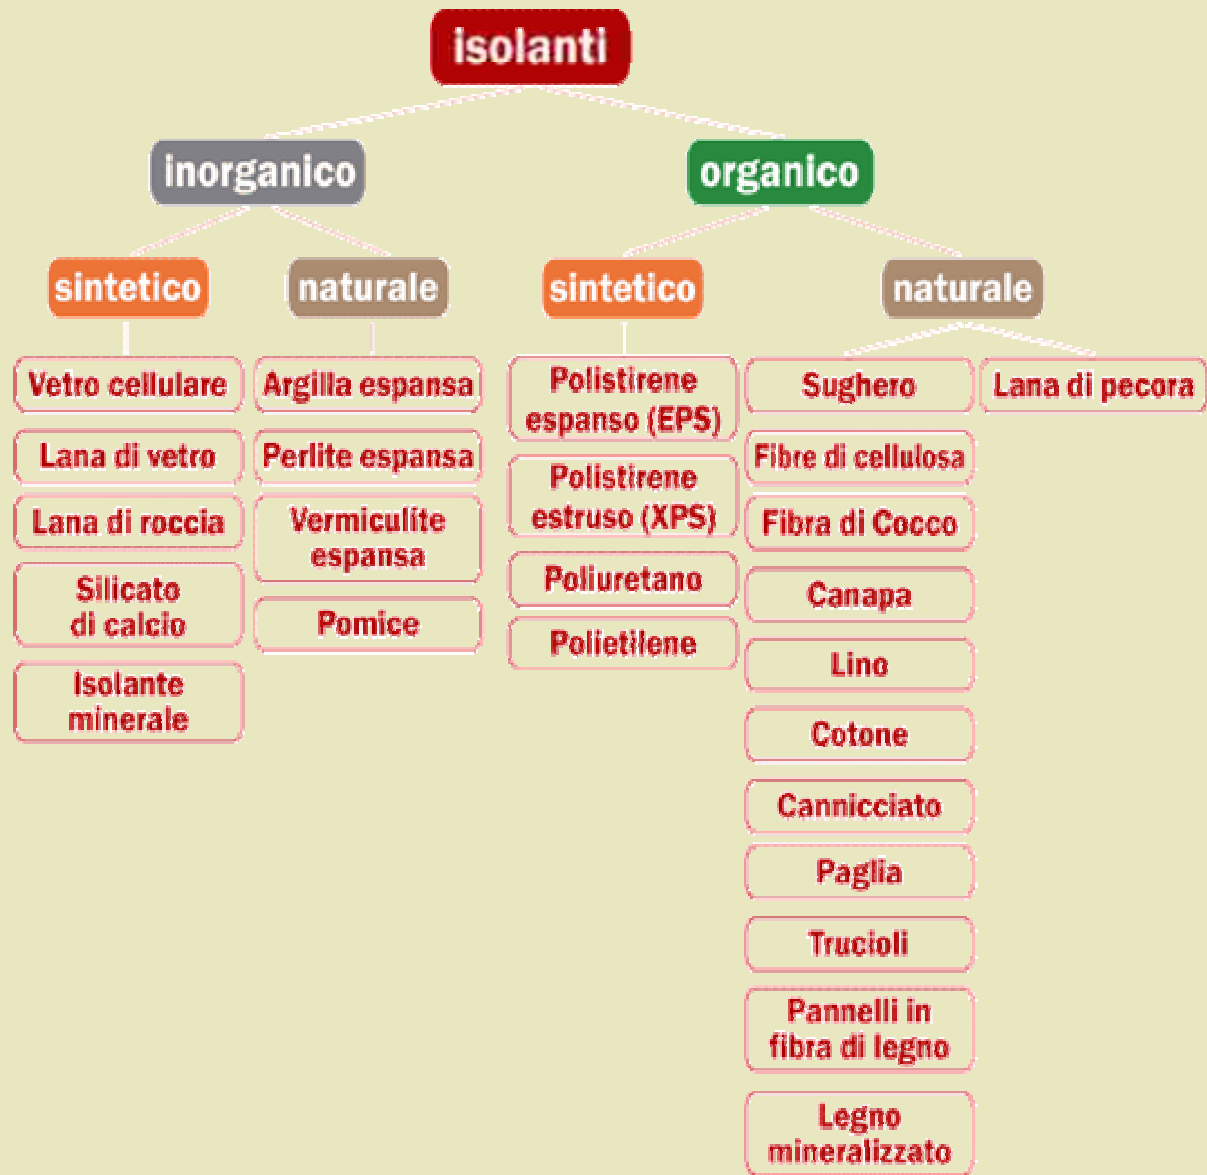 isolanti
inorganico
organico
sintetico
naturale
sintetico
naturale
Vetro cellulare
Lana di vetro
Lana di roccia
Silicato
di calcio
Isolante
minerale
Argilla espansa
Perlite espansa
Vermiculite
espansa
Pomice
Polistirene
espanso (EPS)
Polistirene
estruso (XPS)
Poliuretano
Polietilene
Sughero
Fibre di cellulosa
Fibra di Cocco
Canapa
Lino
Cotone
Cannicciato
Paglia
Trucioli
Pannelli in
fibra di legno
Legno
mineralizzato
Lana di pecora